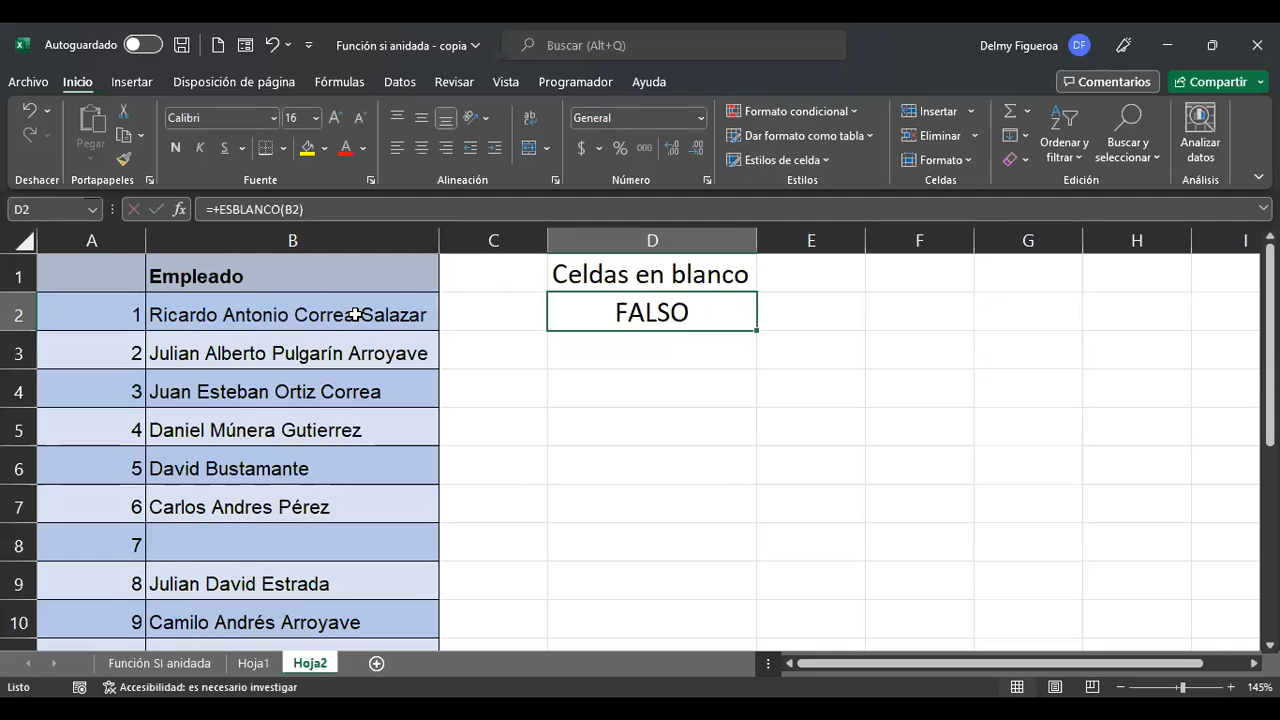 Autoguardado Función si anidada - copia Buscar (Alt+Q) Delmy Figueroa DF
Archivo Inicio Insertar Disposición de página Fórmulas Datos Revisar Vista Programador Ayuda Comentarios Compartir
Pegar Calibri 16 General Formato condicional Insertar
N K S $ % 000 Dar formato como tabla Eliminar Ordenar y filtrar Buscar y seleccionar Analizar datos
Estilos de celda Formato
Deshacer Portapapeles Fuente Alineación Número Estilos Celdas Edición Análisis
D2 fx =+ESBLANCO(B2)
A B C D E F G H I
1 Empleado Celdas en blanco
2 1 Ricardo Antonio Correa Salazar FALSO
3 2 Julian Alberto Pulgarín Arroyave
4 3 Juan Esteban Ortiz Correa
5 4 Daniel Múnera Gutierrez
6 5 David Bustamante
7 6 Carlos Andres Pérez
8 7
9 8 Julian David Estrada
10 9 Camilo Andrés Arroyave
Función SI anidada Hoja1 Hoja2
Listo Accesibilidad: es necesario investigar 145%